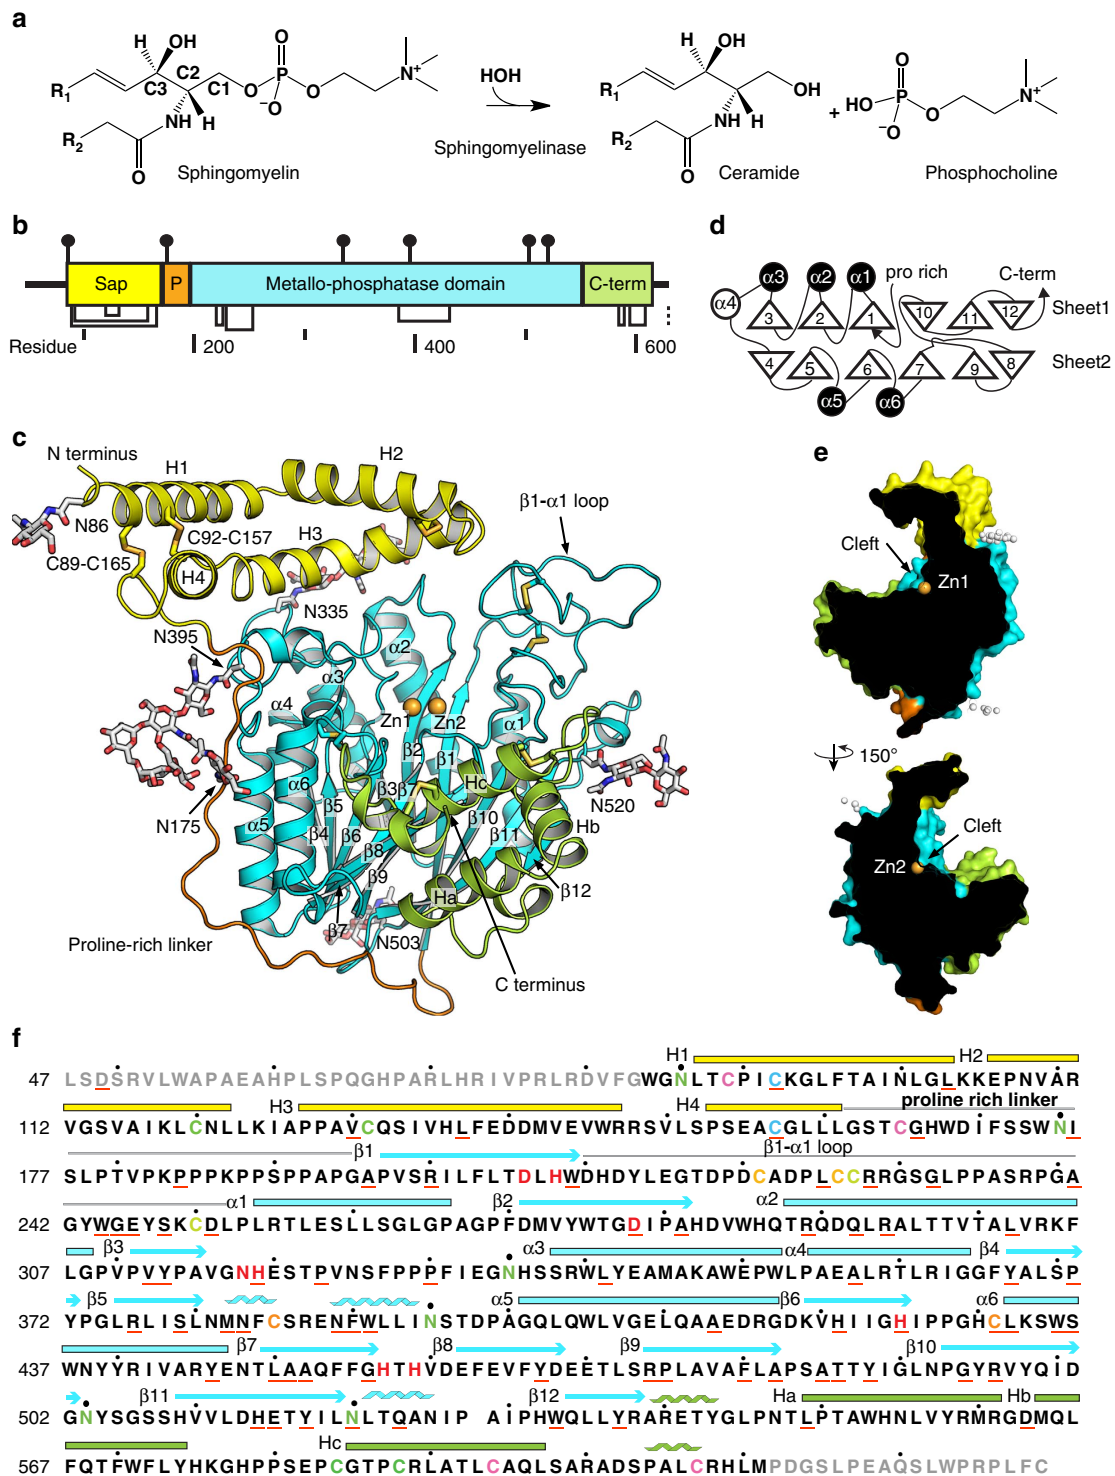 a
H
OH
C3
C2
C1
O
P
O
O
−O
N+
R1
NH
H
R2
O
Sphingomyelin
HOH
Sphingomyelinase
H
OH
OH
R1
NH
H
R2
O
Ceramide
+
O
HO
P
−O
O
N+
Phosphocholine
b
Sap
P
Metallo-phosphatase domain
C-term
Residue
200
400
600
d
α3
α2
α1
pro rich
C-term
α4
3
2
1
10
11
12
Sheet1
4
5
6
7
9
8
Sheet2
α5
α6
c
N terminus
H1
H2
N86
C89-C165
C92-C157
H3
H4
β1-α1 loop
N335
N395
α2
α3
α4
Zn1
Zn2
α1
β2
β1
α6
β5
β3
β7
Hc
N520
N175
α5
β4
β6
β10
Hb
β8
β11
β9
β12
Ha
β7
N503
Proline-rich linker
C terminus
e
Cleft
Zn1
150°
Cleft
Zn2
f
H1
H2
47 LSDSRVLWAPAEAHPLSPQGHPARLHRIVPRLRDVFGWGNLTCPICKGLFTAINLGLKKEPNVAR
H3
H4
proline rich linker
112 VGSVAIKLCNLLKIAPPAVCQSIVHLFEDDMVEVWRRSVLSPSEACGLLLGSTCGHWDIFSSWNI
β1
β1-α1 loop
177 SLPTVPKPPPKPPSPPAPGAPVSRILFLTDLHWDHDYLEGTDPDCADPLCCRRGSGLPPASRPGA
α1
β2
α2
242 GYWGEYSKCDLPLRTLESLLSGLGPAGPFDMVYWTGDIPAHDVWHQTRQDQLRALTTVTALVRKF
β3
α3
α4
β4
307 LGPVPVYPAVGNHESTPVNSFPPPFIEGNHSSRWLYEAMAKAWEPWLPAEALRTLRIGGFYALSP
β5
α5
β6
α6
372 YPGLRLISLNMNFCSRENFWLLINSTDPAGQLQWLVGELQAAEDRGDKVHIIGHIPPGHCLKSWS
β7
β8
β9
β10
437 WNYYRIVARYENTLAAQFFGHTHVDEFEVFYDEETLSRPLAVAFLAPSATTYIGLNPGYRVYQID
β11
β12
Ha
Hb
502 GNYSGSSHVVLDHETYILNLTQANIP AIPHWQLLYRARETYGLPNTLPTAWHNLVYRMRGDMQL
Hc
567 FQTFWFLYHKGHPPSEPCGTPCRLATLCAQLSARADSPALCRHLMPDGSLPEAQSLWPRPLFC